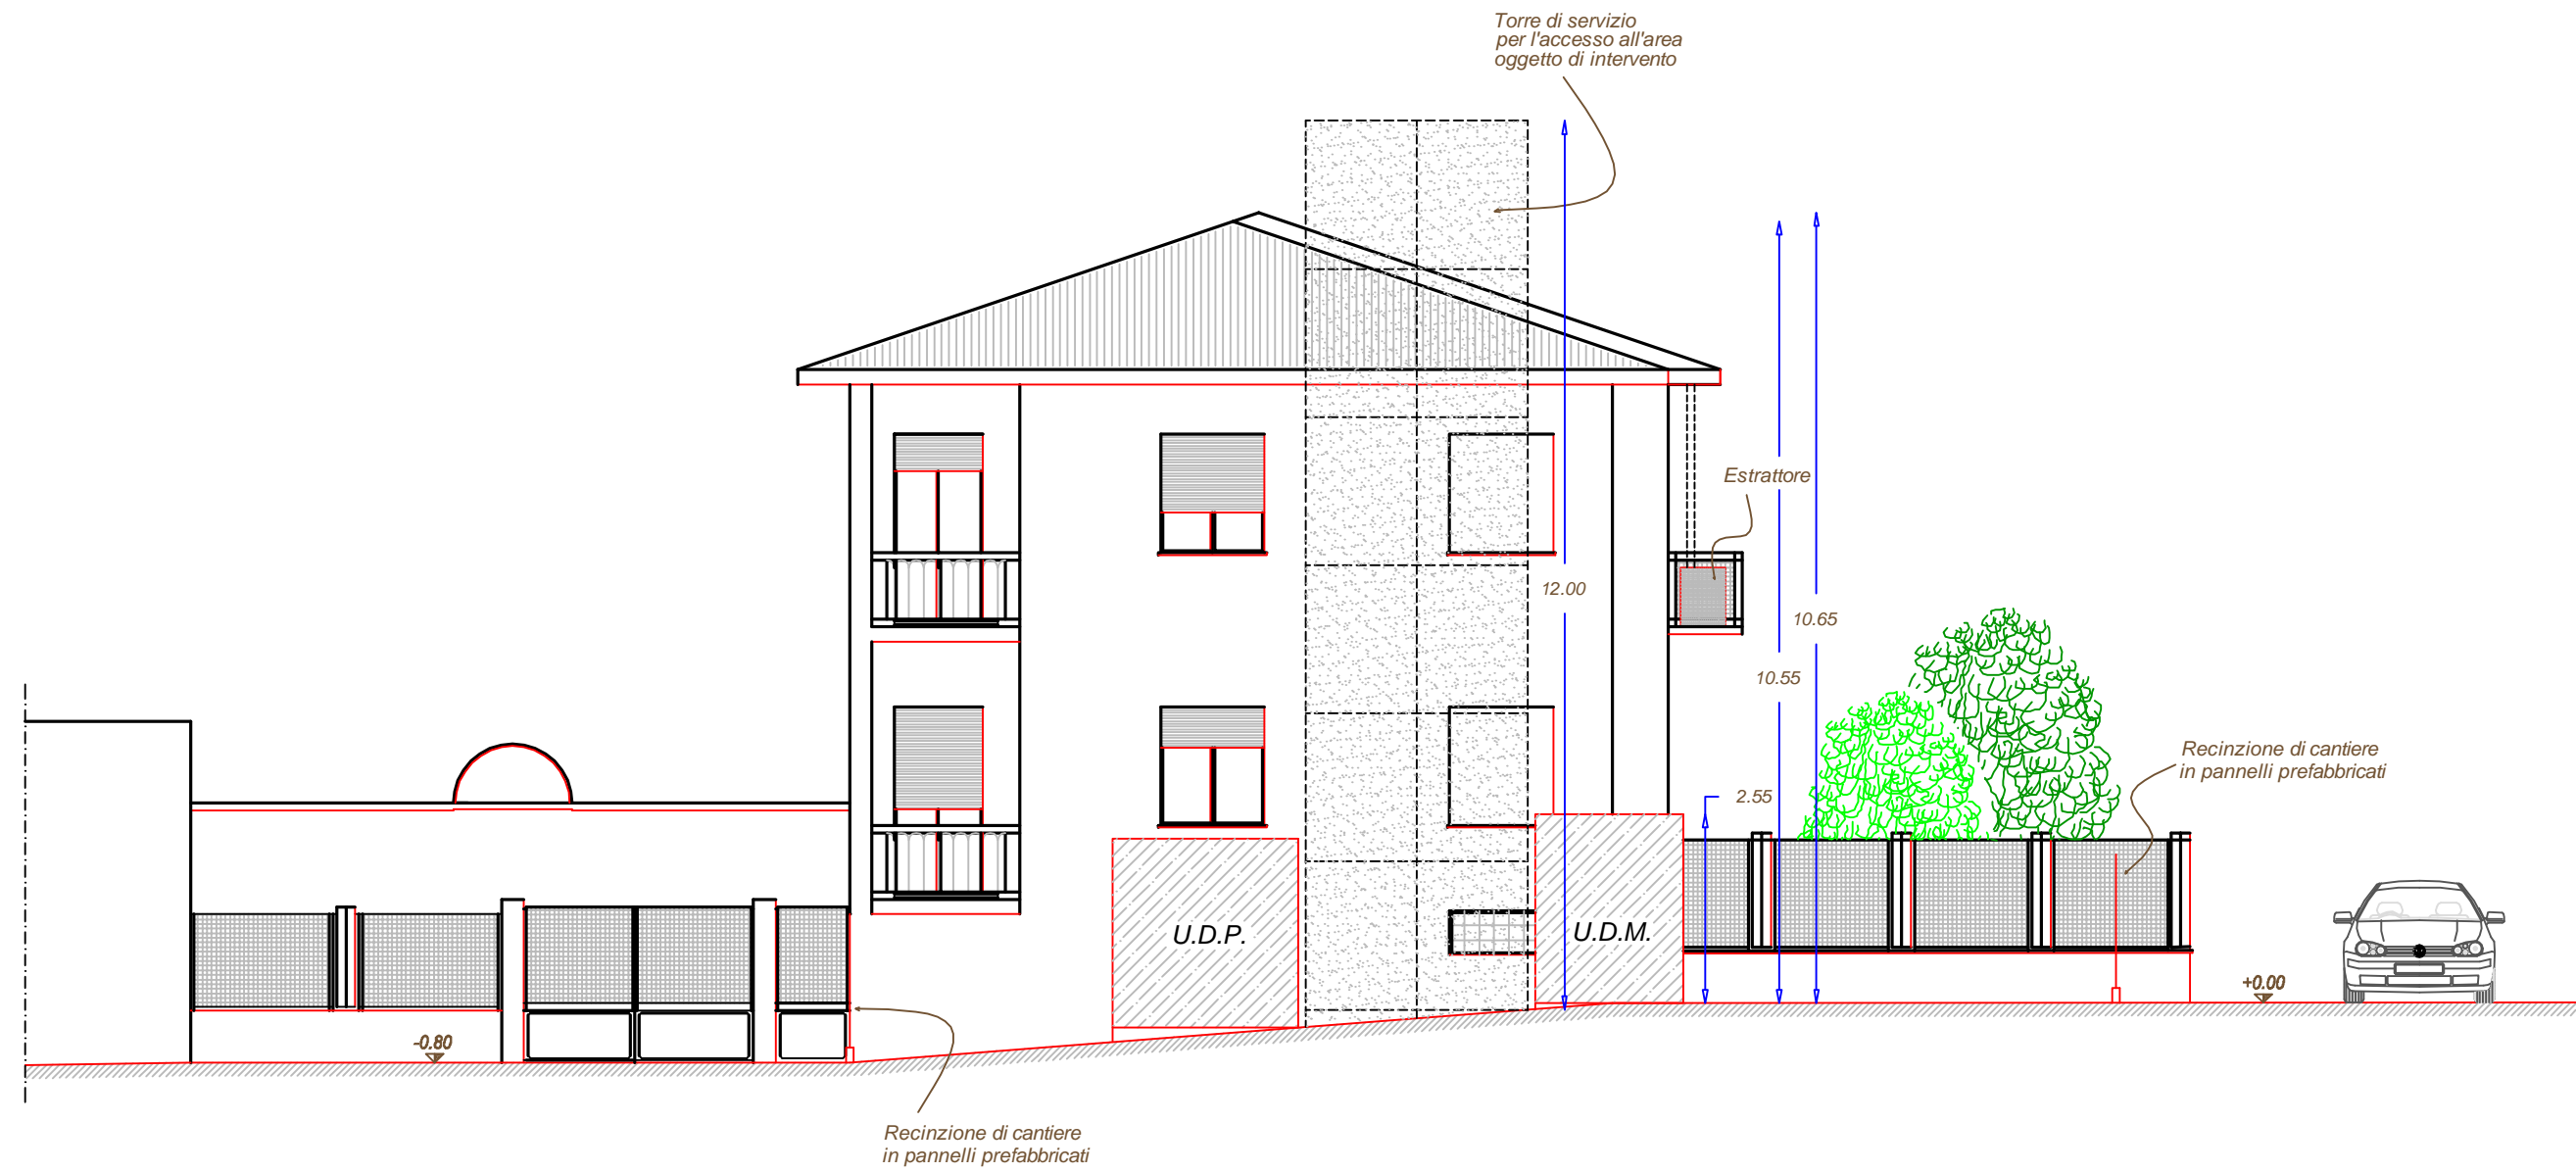 Torre di servizio
per l'accesso all'area
oggetto di intervento
Estrattore
12.00
10.65
10.55
Recinzione di cantiere
in pannelli prefabbricati
2.55
U.D.P.
U.D.M.
+0.00
-0.80
Recinzione di cantiere
in pannelli prefabbricati